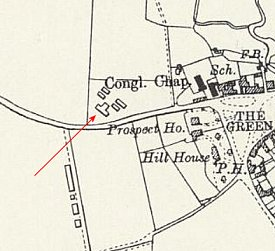 F.B.
Sch.
Congl. Chap.
THE
GREEN
Prospect Ho.
Hill House
P.H.